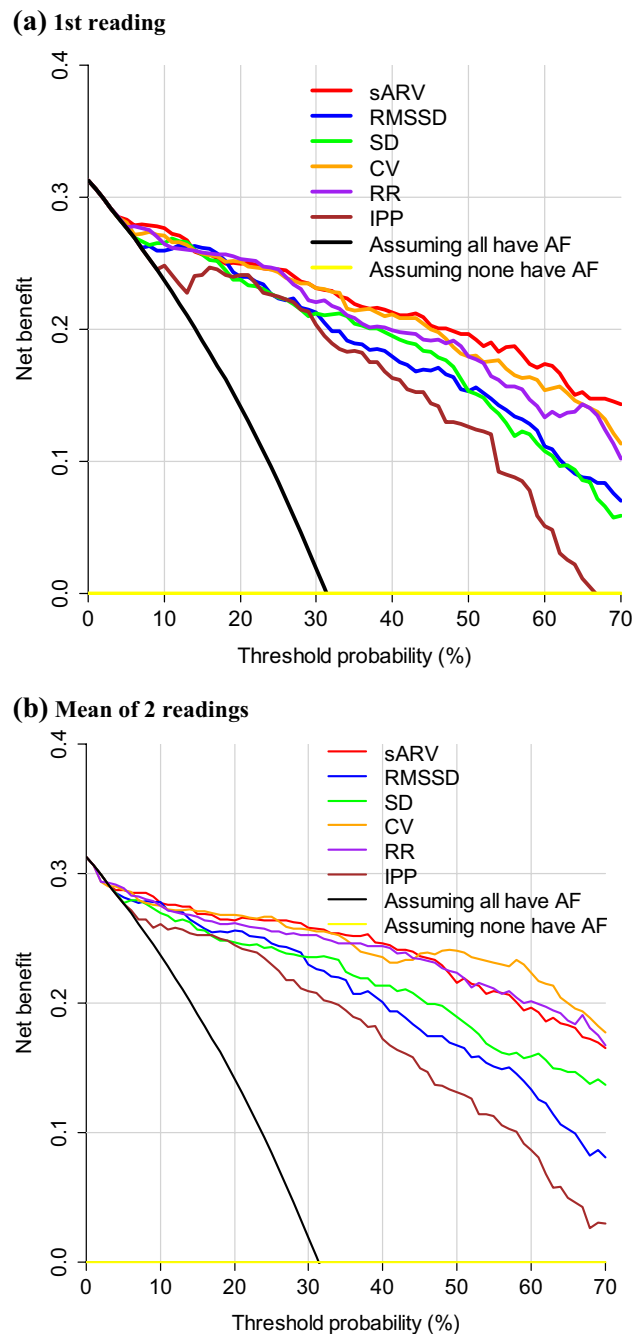 (a) 1st reading
0.4
0.3
0.2
0.1
0.0
Net benefit
sARV
RMSSD
SD
CV
RR
IPP
Assuming all have AF
Assuming none have AF
0 10 20 30 40 50 60 70
Threshold probability (%)
(b) Mean of 2 readings
0.4
0.3
0.2
0.1
0.0
Net benefit
sARV
RMSSD
SD
CV
RR
IPP
Assuming all have AF
Assuming none have AF
0 10 20 30 40 50 60 70
Threshold probability (%)